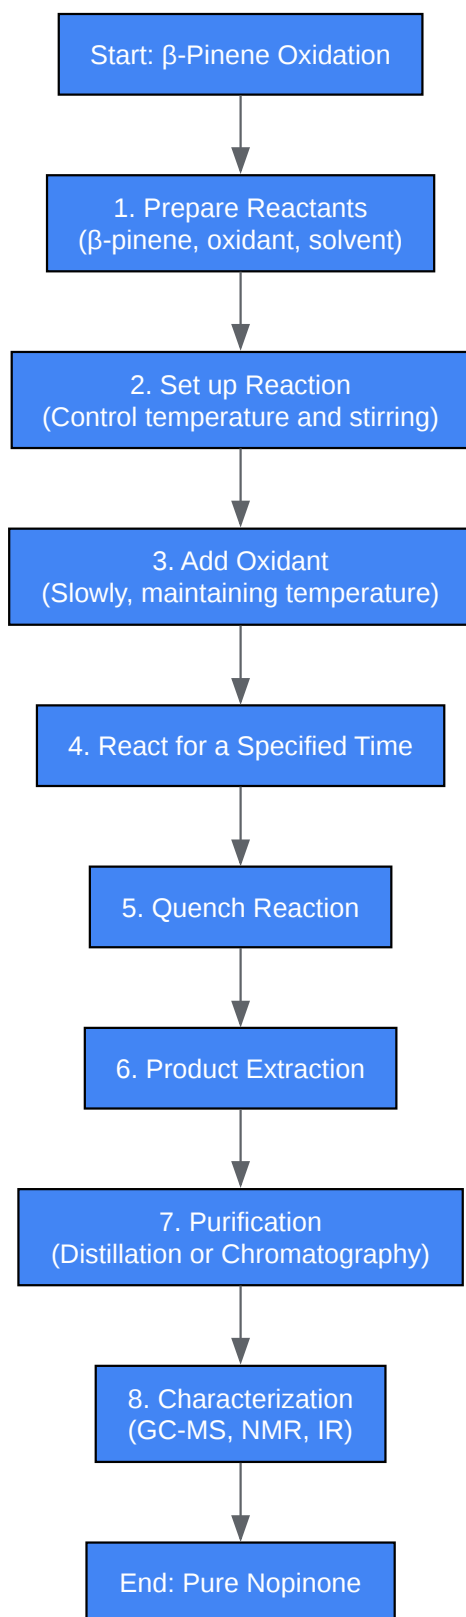 Start: β-Pinene Oxidation
1. Prepare Reactants
(β-pinene, oxidant, solvent)
2. Set up Reaction
(Control temperature and stirring)
3. Add Oxidant
(Slowly, maintaining temperature)
4. React for a Specified Time
5. Quench Reaction
6. Product Extraction
7. Purification
(Distillation or Chromatography)
8. Characterization
(GC-MS, NMR, IR)
End: Pure Nopinone